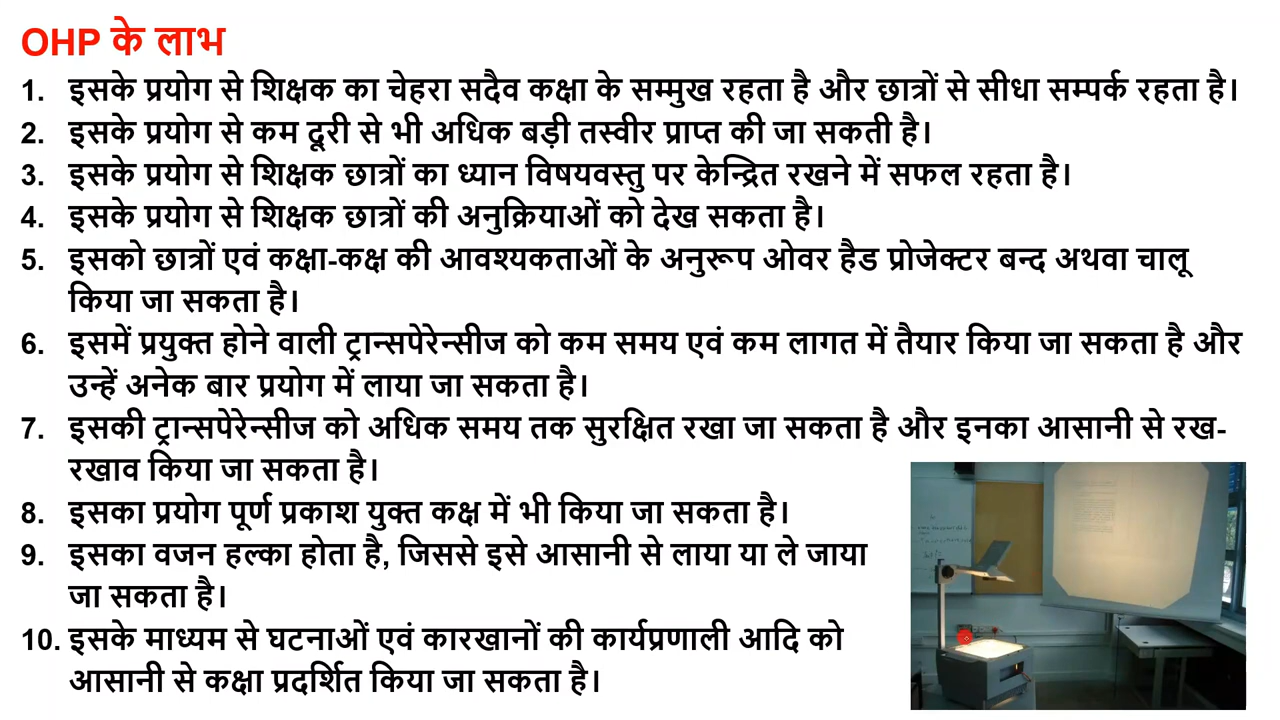 OHP के लाभ
1. इसके प्रयोग से शिक्षक का चेहरा सदैव कक्षा के सम्मुख रहता है और छात्रों से सीधा सम्पर्क रहता है।
2. इसके प्रयोग से कम दूरी से भी अधिक बड़ी तस्वीर प्राप्त की जा सकती है।
3. इसके प्रयोग से शिक्षक छात्रों का ध्यान विषयवस्तु पर केन्द्रित रखने में सफल रहता है।
4. इसके प्रयोग से शिक्षक छात्रों की अनुक्रियाओं को देख सकता है।
5. इसको छात्रों एवं कक्षा-कक्ष की आवश्यकताओं के अनुरूप ओवर हैड प्रोजेक्टर बन्द अथवा चालू
किया जा सकता है।
6. इसमें प्रयुक्त होने वाली ट्रान्सपेरेन्सीज को कम समय एवं कम लागत में तैयार किया जा सकता है और
उन्हें अनेक बार प्रयोग में लाया जा सकता है।
7. इसकी ट्रान्सपेरेन्सीज को अधिक समय तक सुरक्षित रखा जा सकता है और इनका आसानी से रख-
रखाव किया जा सकता है।
8. इसका प्रयोग पूर्ण प्रकाश युक्त कक्ष में भी किया जा सकता है।
9. इसका वजन हल्का होता है, जिससे इसे आसानी से लाया या ले जाया
जा सकता है।
10. इसके माध्यम से घटनाओं एवं कारखानों की कार्यप्रणाली आदि को
आसानी से कक्षा प्रदर्शित किया जा सकता है।